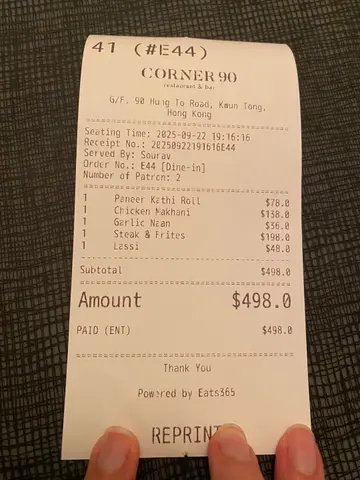 41 (#E44)
CORNER 90
restaurant & bar
G/F. 90 Hung To Road, Kwun Tong,
Hong Kong
Seating Time: 2025-09-22 19:16:16
Receipt No.: 20250922191616E44
Served By: Sourav
Order No.: E44 [Dine-in]
Number of Patron: 2
1 Paneer Kathi Roll $78.0
1 Chicken Makhani $138.0
1 Garlic Naan $36.0
1 Steak & Frites $198.0
1 Lassi $48.0
Subtotal $498.0
Amount $498.0
PAID (ENT) $498.0
Thank You
Powered by Eats365
REPRINT